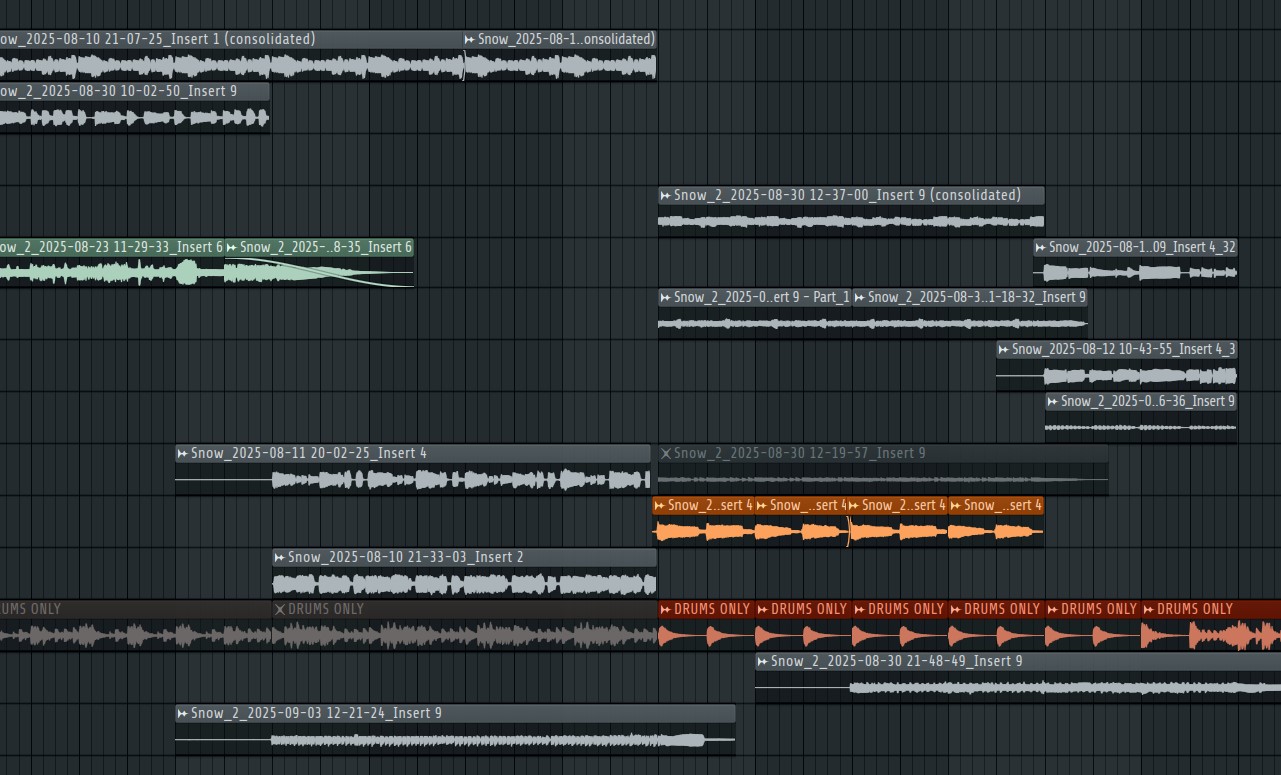 ow_2025-08-10 21-07-25_Insert 1 (consolidated) Snow_2025-08-1..onsolidated)
ow_2_2025-08-30 10-02-50_Insert 9
Snow_2_2025-08-30 12-37-00_Insert 9 (consolidated)
ow_2_2025-08-23 11-29-33_Insert 6 Snow_2_2025-..8-35_Insert 6 Snow_2025-08-1..09_Insert 4_32
Snow_2_2025-0..ert 9 - Part_1 Snow_2_2025-08-3..1-18-32_Insert 9
Snow_2025-08-12 10-43-55_Insert 4_3
Snow_2_2025-0..6-36_Insert 9
Snow_2025-08-11 20-02-25_Insert 4 Snow_2_2025-08-30 12-19-57_Insert 9
Snow_2..sert 4 Snow_..sert 4 Snow_2..sert 4 Snow_..sert 4
Snow_2025-08-10 21-33-03_Insert 2
UMS ONLY DRUMS ONLY DRUMS ONLY DRUMS ONLY DRUMS ONLY DRUMS ONLY DRUMS ONLY DRUMS ONLY
Snow_2_2025-08-30 21-48-49_Insert 9
Snow_2_2025-09-03 12-21-24_Insert 9